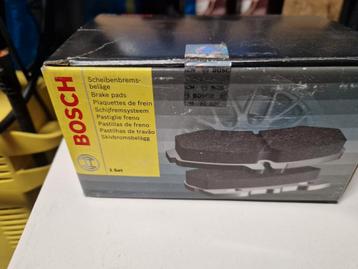 BOSCH
Scheibenbrems-
beläge
Brake pads
Plaquettes de frein
Schijfremsysteem
Pastiglie freno
Pastillas de freno
Pastilhas de travão
Skivbromsbelägg
1 Set